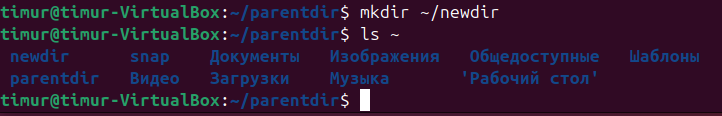 timur@timur-VirtualBox:~/parentdir$ mkdir ~/newdir
timur@timur-VirtualBox:~/parentdir$ ls ~
newdir snap Документы Изображения Общедоступные Шаблоны
parentdir Видео Загрузки Музыка 'Рабочий стол'
timur@timur-VirtualBox:~/parentdir$